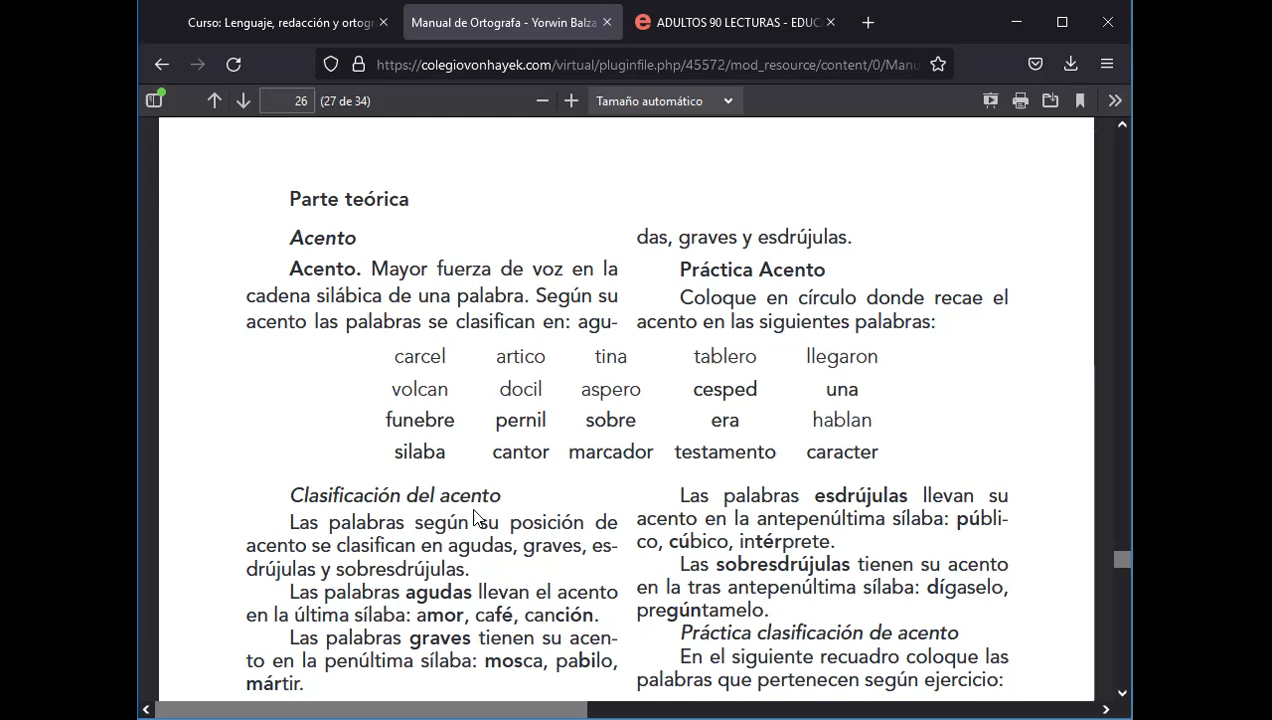 Curso: Lenguaje, redacción y ortogr
Manual de Ortografa - Yorwin Balza
ADULTOS 90 LECTURAS - EDUCA
https://colegiovonhayek.com/virtual/pluginfile.php/45572/mod_resource/content/0/Manu
26 (27 de 34)
Tamaño automático
Parte teórica
Acento
Acento. Mayor fuerza de voz en la
cadena silábica de una palabra. Según su
acento las palabras se clasifican en: agu-
das, graves y esdrújulas.
Práctica Acento
Coloque en círculo donde recae el
acento en las siguientes palabras:
carcel artico tina tablero llegaron
volcan docil aspero cesped una
funebre pernil sobre era hablan
silaba cantor marcador testamento caracter
Clasificación del acento
Las palabras según su posición de
acento se clasifican en agudas, graves, es-
drújulas y sobresdrújulas.
Las palabras agudas llevan el acento
en la última sílaba: amor, café, canción.
Las palabras graves tienen su acen-
to en la penúltima sílaba: mosca, pabilo,
mártir.
Las palabras esdrújulas llevan su
acento en la antepenúltima sílaba: públi-
co, cúbico, intérprete.
Las sobresdrújulas tienen su acento
en la tras antepenúltima sílaba: dígaselo,
pregúntamelo.
Práctica clasificación de acento
En el siguiente recuadro coloque las
palabras que pertenecen según ejercicio: